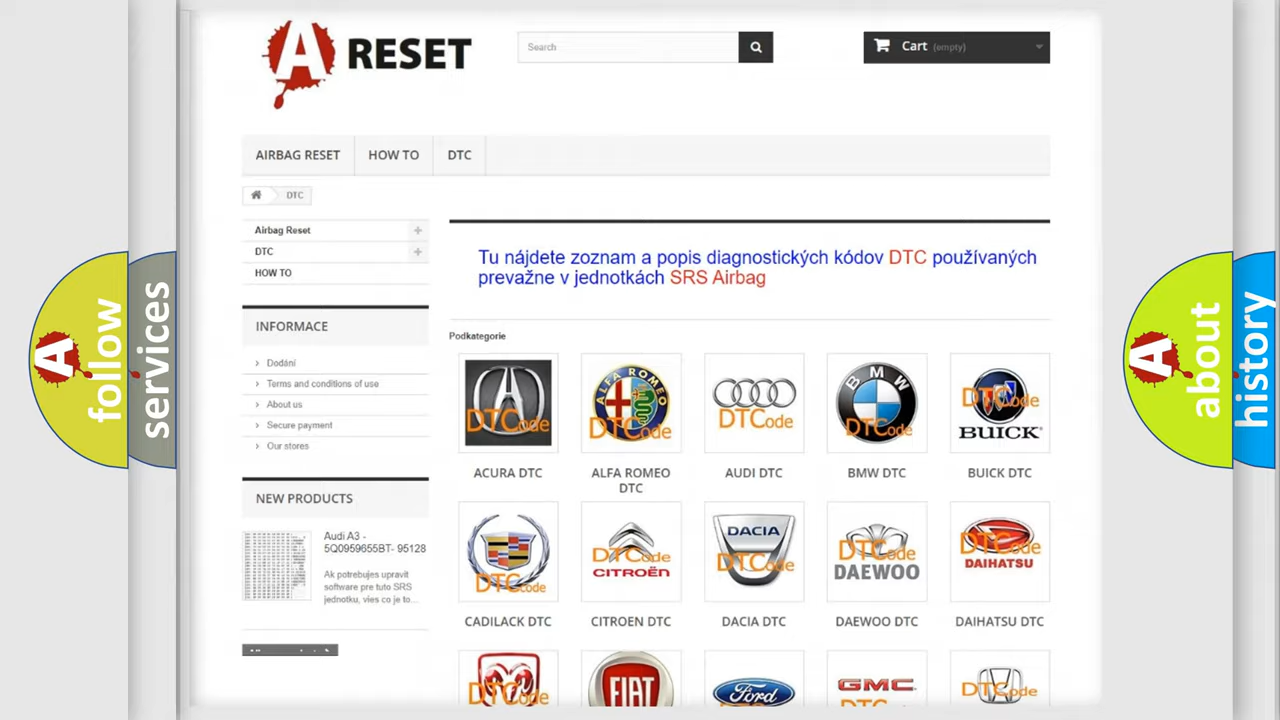 A RESET
Search
Cart (empty)
AIRBAG RESET
HOW TO
DTC
DTC
Airbag Reset
DTC
HOW TO
INFORMACE
Dodání
Terms and conditions of use
About us
Secure payment
Our stores
NEW PRODUCTS
Audi A3 -
5Q0959655BT- 95128
Ak potrebujes upravit
software pre tuto SRS
jednotku, vies co je to...
Tu nájdete zoznam a popis diagnostických kódov DTC používaných
prevažne v jednotkách SRS Airbag
Podkategorie
DTCode
ALFA ROMEO
DTCode
DTCode
BMW
DTCode
DTCode
BUICK
ACURA DTC
ALFA ROMEO
DTC
AUDI DTC
BMW DTC
BUICK DTC
DTCode
DTCode
CITROËN
DACIA
DTCode
DTCode
DAEWOO
DTCode
DAIHATSU
CADILACK DTC
CITROEN DTC
DACIA DTC
DAEWOO DTC
DAIHATSU DTC
DTCode
FIAT
Ford
DTCode
GMC
DTCode
A follow
services
A about
history